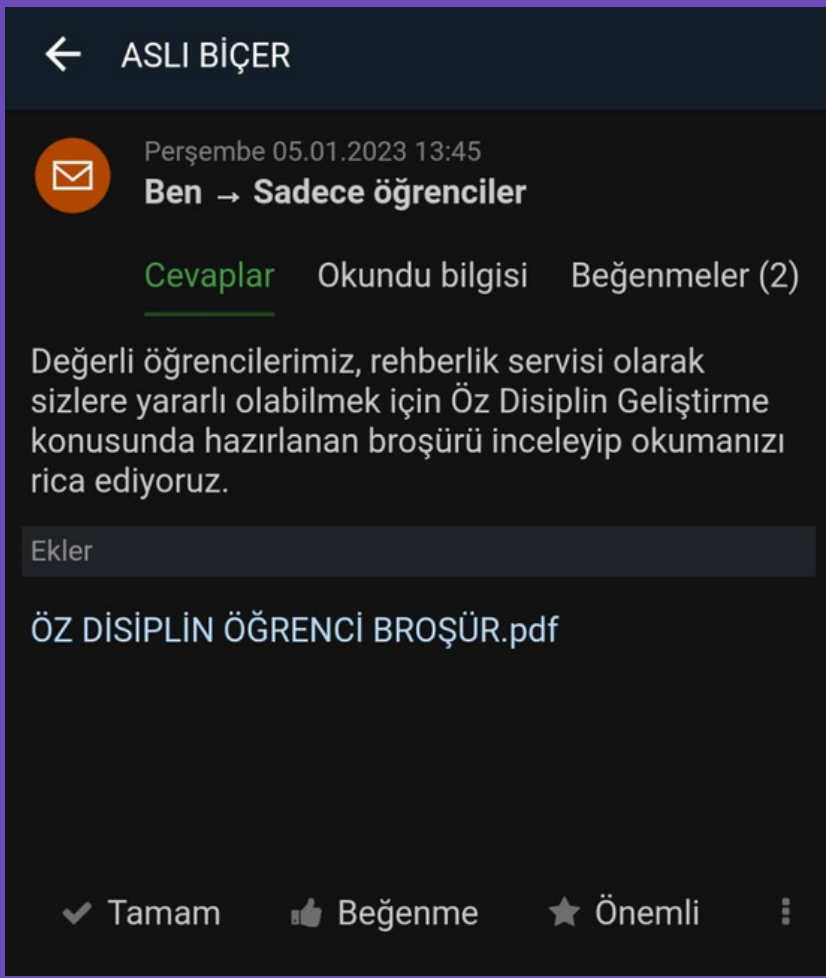 ASLI BİÇER
Perşembe 05.01.2023 13:45
Ben → Sadece öğrenciler
Cevaplar Okundu bilgisi Beğenmeler (2)
Değerli öğrencilerimiz, rehberlik servisi olarak
sizlere yararlı olabilmek için Öz Disiplin Geliştirme
konusunda hazırlanan broşürü inceleyip okumanızı
rica ediyoruz.
Ekler
ÖZ DİSİPLİN ÖĞRENCİ BROŞÜR.pdf
Tamam Beğenme Önemli